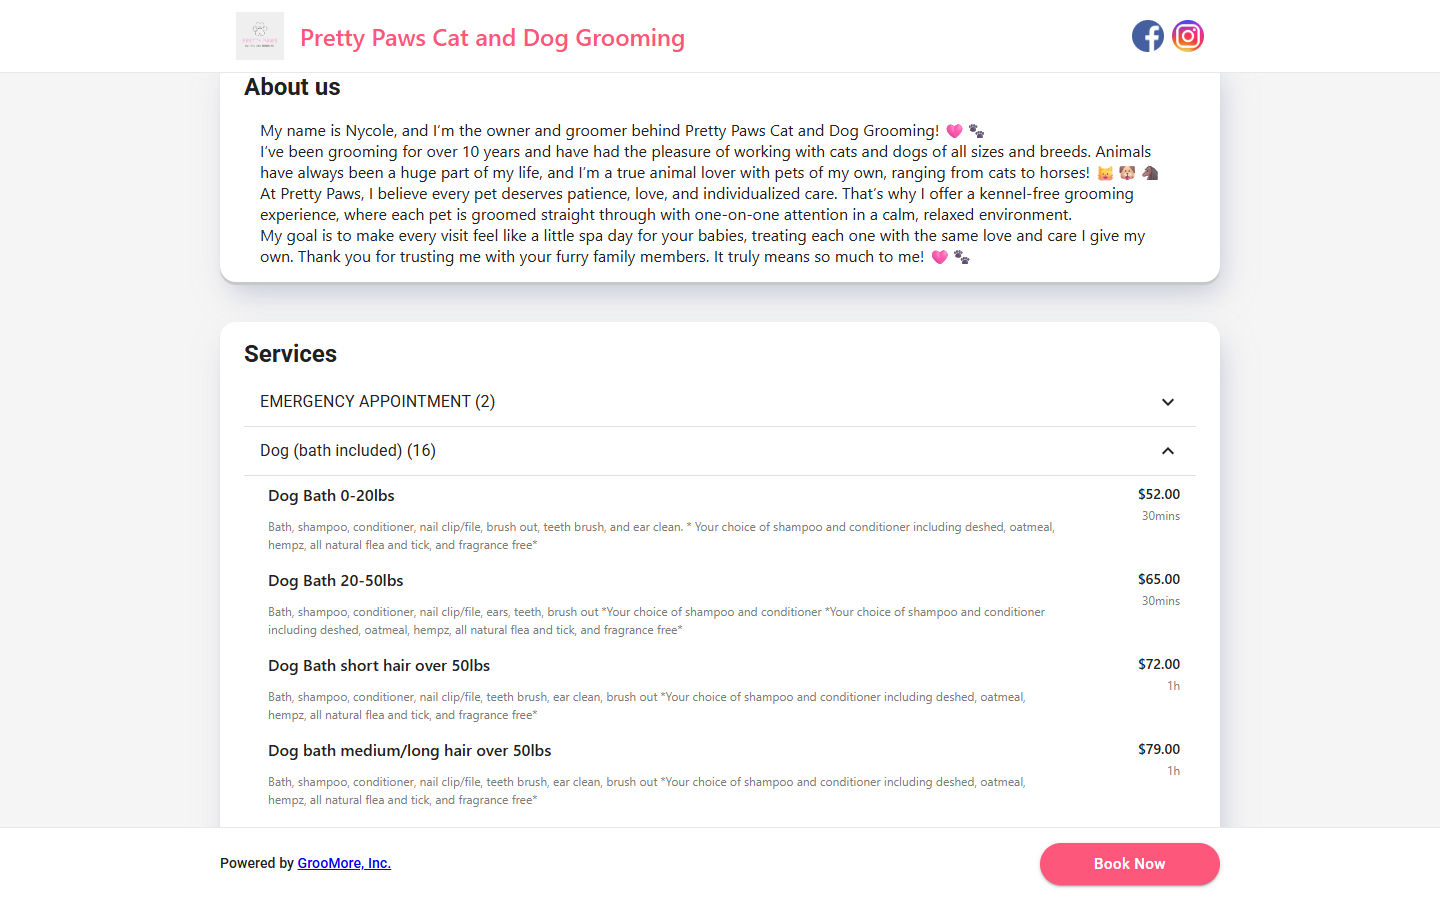 PRETTY PAWS
Pretty Paws Cat and Dog Grooming
About us
My name is Nycole, and I’m the owner and groomer behind Pretty Paws Cat and Dog Grooming! 💗 🐾
I’ve been grooming for over 10 years and have had the pleasure of working with cats and dogs of all sizes and breeds. Animals
have always been a huge part of my life, and I’m a true animal lover with pets of my own, ranging from cats to horses! 🐱 🐶 🐴
At Pretty Paws, I believe every pet deserves patience, love, and individualized care. That’s why I offer a kennel-free grooming
experience, where each pet is groomed straight through with one-on-one attention in a calm, relaxed environment.
My goal is to make every visit feel like a little spa day for your babies, treating each one with the same love and care I give my
own. Thank you for trusting me with your furry family members. It truly means so much to me! 💗 🐾
Services
EMERGENCY APPOINTMENT (2)
Dog (bath included) (16)
Dog Bath 0-20lbs
$52.00
30mins
Bath, shampoo, conditioner, nail clip/file, brush out, teeth brush, and ear clean. * Your choice of shampoo and conditioner including deshed, oatmeal,
hempz, all natural flea and tick, and fragrance free*
Dog Bath 20-50lbs
$65.00
30mins
Bath, shampoo, conditioner, nail clip/file, ears, teeth, brush out *Your choice of shampoo and conditioner *Your choice of shampoo and conditioner
including deshed, oatmeal, hempz, all natural flea and tick, and fragrance free*
Dog Bath short hair over 50lbs
$72.00
1h
Bath, shampoo, conditioner, nail clip/file, teeth brush, ear clean, brush out *Your choice of shampoo and conditioner including deshed, oatmeal,
hempz, all natural flea and tick, and fragrance free*
Dog bath medium/long hair over 50lbs
$79.00
1h
Bath, shampoo, conditioner, nail clip/file, teeth brush, ear clean, brush out *Your choice of shampoo and conditioner including deshed, oatmeal,
hempz, all natural flea and tick, and fragrance free*
Powered by GrooMore, Inc.
Book Now